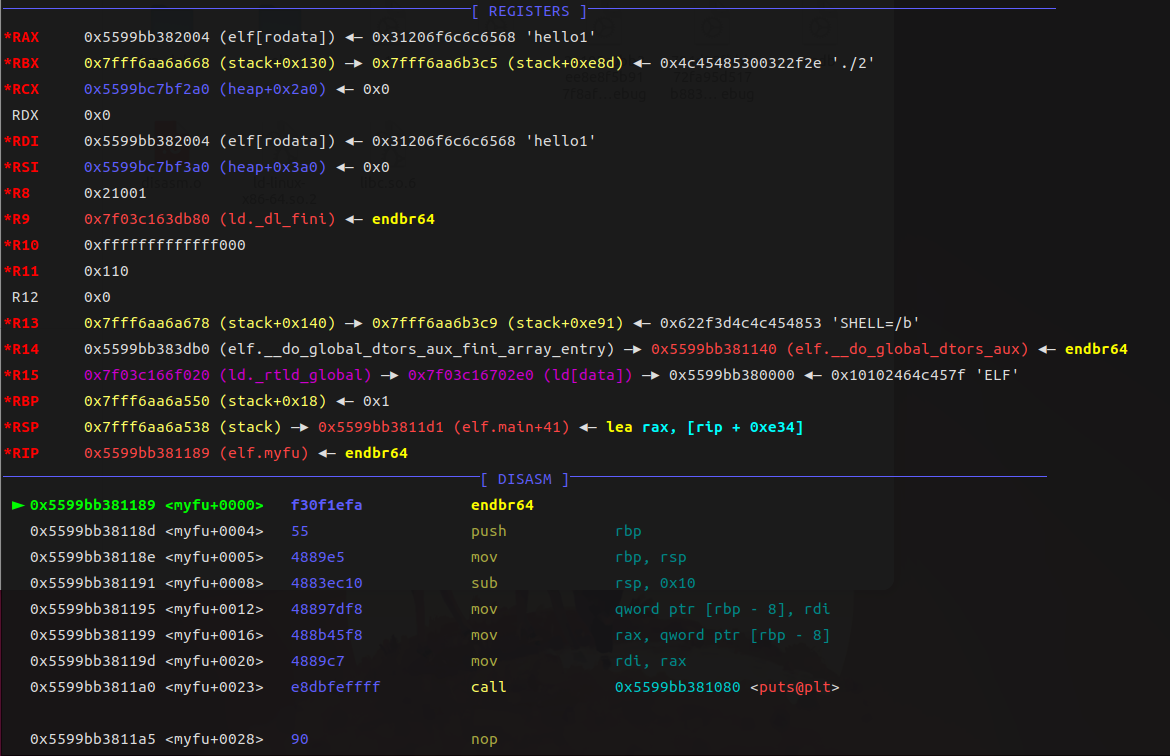 [ REGISTERS ]
*RAX 0x5599bb382004 (elf[rodata]) ◂— 0x31206f6c6c6568 'hello1'
*RBX 0x7fff6aa6a668 (stack+0x130) —▸ 0x7fff6aa6b3c5 (stack+0xe8d) ◂— 0x4c45485300322f2e './2'
*RCX 0x5599bc7bf2a0 (heap+0x2a0) ◂— 0x0
RDX 0x0
*RDI 0x5599bb382004 (elf[rodata]) ◂— 0x31206f6c6c6568 'hello1'
*RSI 0x5599bc7bf3a0 (heap+0x3a0) ◂— 0x0
*R8 0x21001
*R9 0x7f03c163db80 (ld._dl_fini) ◂— endbr64
*R10 0xfffffffffffff000
*R11 0x110
R12 0x0
*R13 0x7fff6aa6a678 (stack+0x140) —▸ 0x7fff6aa6b3c9 (stack+0xe91) ◂— 0x622f3d4c4c454853 'SHELL=/b'
*R14 0x5599bb383db0 (elf.__do_global_dtors_aux_fini_array_entry) —▸ 0x5599bb381140 (elf.__do_global_dtors_aux) ◂— endbr64
*R15 0x7f03c166f020 (ld._rtld_global) —▸ 0x7f03c16702e0 (ld[data]) —▸ 0x5599bb380000 ◂— 0x10102464c457f 'ELF'
*RBP 0x7fff6aa6a550 (stack+0x18) ◂— 0x1
*RSP 0x7fff6aa6a538 (stack) —▸ 0x5599bb3811d1 (elf.main+41) ◂— lea rax, [rip + 0xe34]
*RIP 0x5599bb381189 (elf.myfu) ◂— endbr64
[ DISASM ]
► 0x5599bb381189 <myfu+0000> f30f1efa endbr64
0x5599bb38118d <myfu+0004> 55 push rbp
0x5599bb38118e <myfu+0005> 4889e5 mov rbp, rsp
0x5599bb381191 <myfu+0008> 4883ec10 sub rsp, 0x10
0x5599bb381195 <myfu+0012> 48897df8 mov qword ptr [rbp - 8], rdi
0x5599bb381199 <myfu+0016> 488b45f8 mov rax, qword ptr [rbp - 8]
0x5599bb38119d <myfu+0020> 4889c7 mov rdi, rax
0x5599bb3811a0 <myfu+0023> e8dbfeffff call 0x5599bb381080 <puts@plt>
0x5599bb3811a5 <myfu+0028> 90 nop